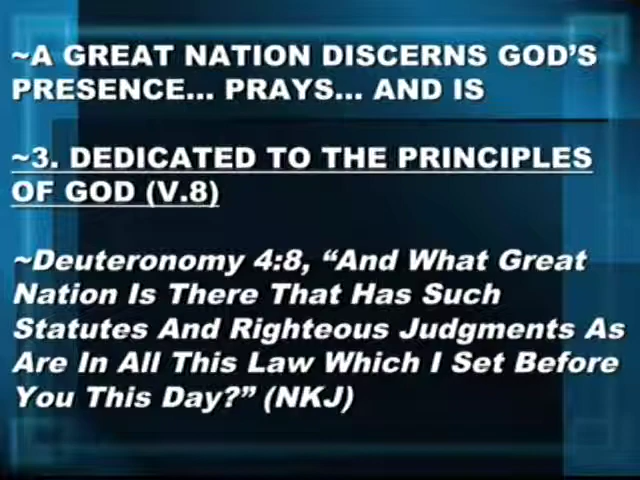 ~A GREAT NATION DISCERNS GOD’S
PRESENCE... PRAYS... AND IS
~3. DEDICATED TO THE PRINCIPLES
OF GOD (V.8)
~Deuteronomy 4:8, “And What Great
Nation Is There That Has Such
Statutes And Righteous Judgments As
Are In All This Law Which I Set Before
You This Day?” (NKJ)